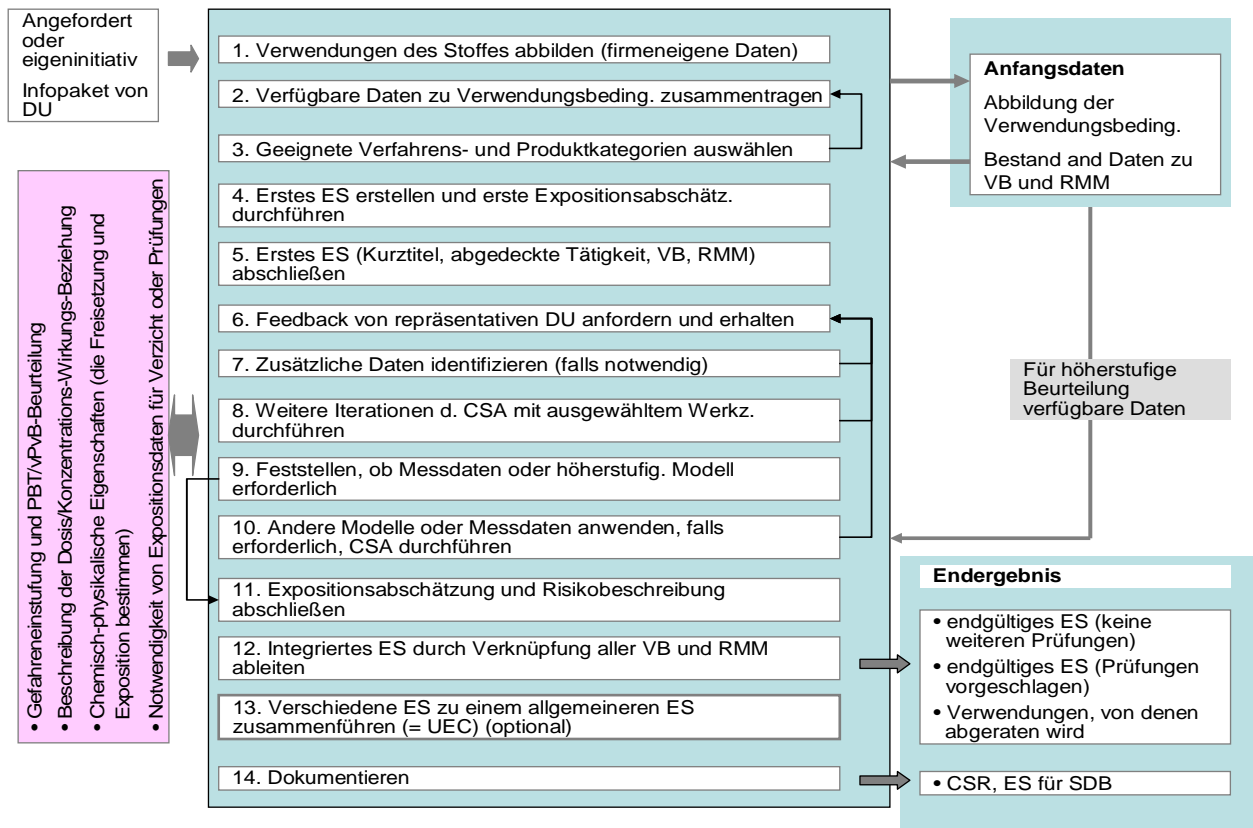 Angefordert
oder
eigeninitiativ
Infopaket von
DU
1. Verwendungen des Stoffes abbilden (firmeneigene Daten)
2. Verfügbare Daten zu Verwendungsbeding. zusammentragen
3. Geeignete Verfahrens- und Produktkategorien auswählen
4. Erstes ES erstellen und erste Expositionsabschätz.
durchführen
5. Erstes ES (Kurztitel, abgedeckte Tätigkeit, VB, RMM)
abschließen
6. Feedback von repräsentativen DU anfordern und erhalten
7. Zusätzliche Daten identifizieren (falls notwendig)
8. Weitere Iterationen d. CSA mit ausgewähltem Werkz.
durchführen
9. Feststellen, ob Messdaten oder höherstufig. Modell
erforderlich
10. Andere Modelle oder Messdaten anwenden, falls
erforderlich, CSA durchführen
11. Expositionsabschätzung und Risikobeschreibung
abschließen
12. Integriertes ES durch Verknüpfung aller VB und RMM
ableiten
13. Verschiedene ES zu einem allgemeineren ES
zusammenführen (= UEC) (optional)
14. Dokumentieren
• Gefahreneinstufung und PBT/vPvB-Beurteilung
• Beschreibung der Dosis/Konzentrations-Wirkungs-Beziehung
• Chemisch-physikalische Eigenschaften (die Freisetzung und
Exposition bestimmen)
• Notwendigkeit von Expositionsdaten für Verzicht oder Prüfungen
Anfangsdaten
Abbildung der
Verwendungsbeding.
Bestand and Daten zu
VB und RMM
Für höherstufige
Beurteilung
verfügbare Daten
Endergebnis
• endgültiges ES (keine
weiteren Prüfungen)
• endgültiges ES (Prüfungen
vorgeschlagen)
• Verwendungen, von denen
abgeraten wird
• CSR, ES für SDB